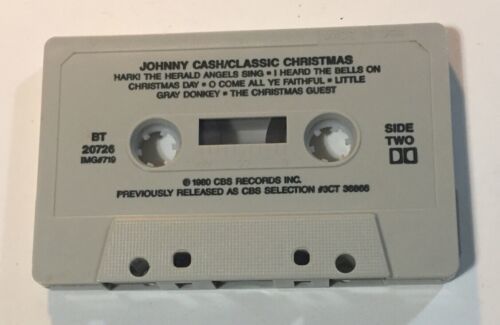 JOHNNY CASH/CLASSIC CHRISTMAS
HARK! THE HERALD ANGELS SING • I HEARD THE BELLS ON
CHRISTMAS DAY • O COME ALL YE FAITHFUL • LITTLE
GRAY DONKEY • THE CHRISTMAS GUEST
BT
20726
IMG#719
SIDE
TWO
℗ 1980 CBS RECORDS INC.
PREVIOUSLY RELEASED AS CBS SELECTION #3CT 36866